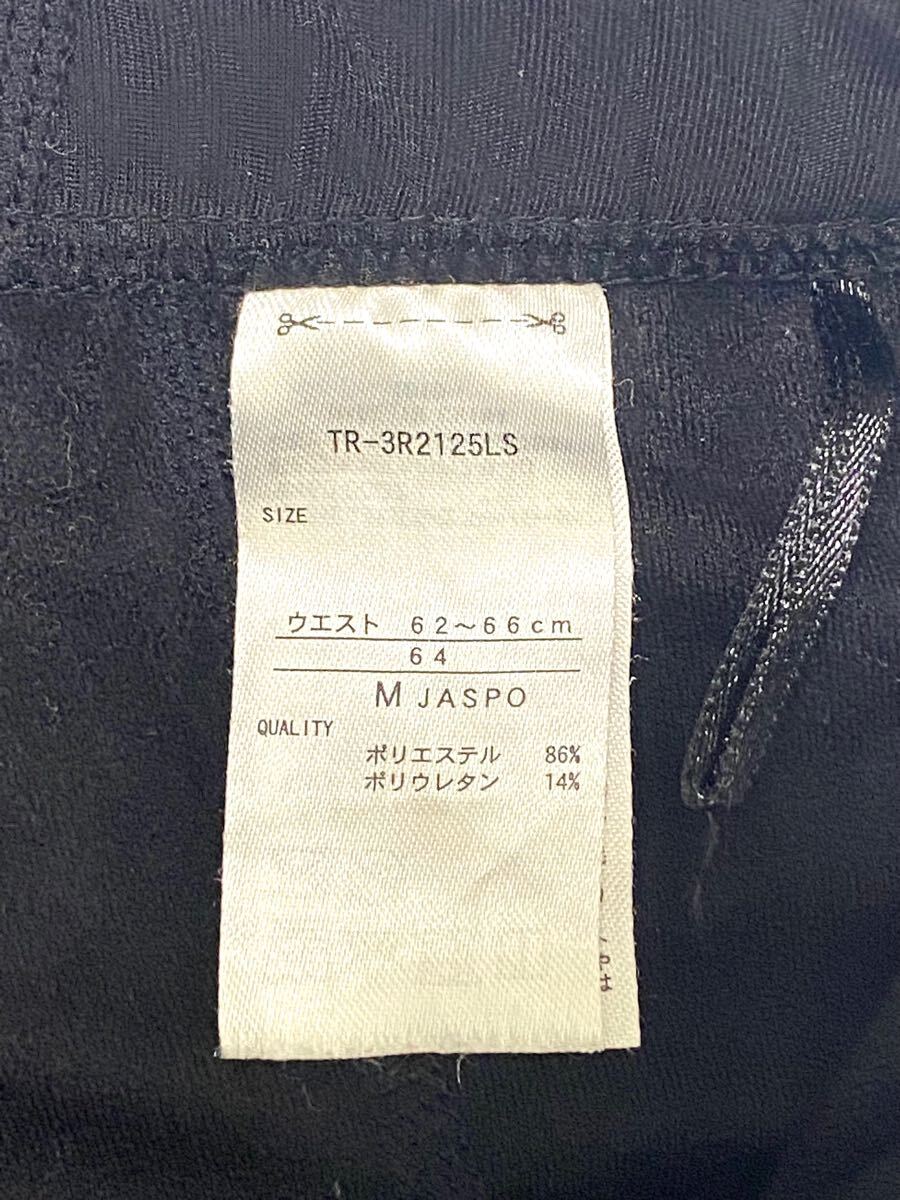 TR-3R2125LS
SIZE
ウエスト 62～66cm
64
M JASPO
QUALITY
ポリエステル 86%
ポリウレタン 14%